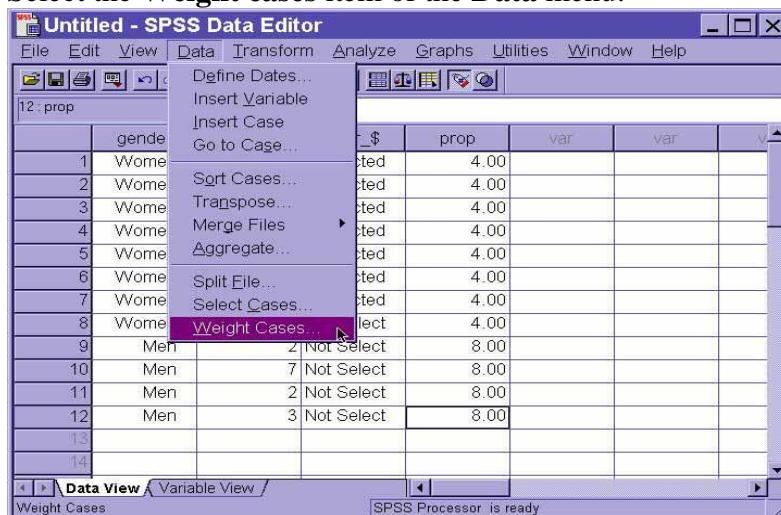 Select the Weight cases item of the Data menu.
Untitled - SPSS Data Editor
File Edit View Data Transform Analyze Graphs Utilities Window Help
12 : prop
Define Dates...
Insert Variable
Insert Case
Go to Case...
Sort Cases...
Transpose...
Merge Files
Aggregate...
Split File...
Select Cases...
Weight Cases...
gende _$ prop var var v
1 Wome cted 4.00
2 Wome cted 4.00
3 Wome cted 4.00
4 Wome cted 4.00
5 Wome cted 4.00
6 Wome cted 4.00
7 Wome cted 4.00
8 Wome lect 4.00
9 Men 2 Not Select 8.00
10 Men 7 Not Select 8.00
11 Men 2 Not Select 8.00
12 Men 3 Not Select 8.00
13
14
Data View Variable View
Weight Cases SPSS Processor is ready